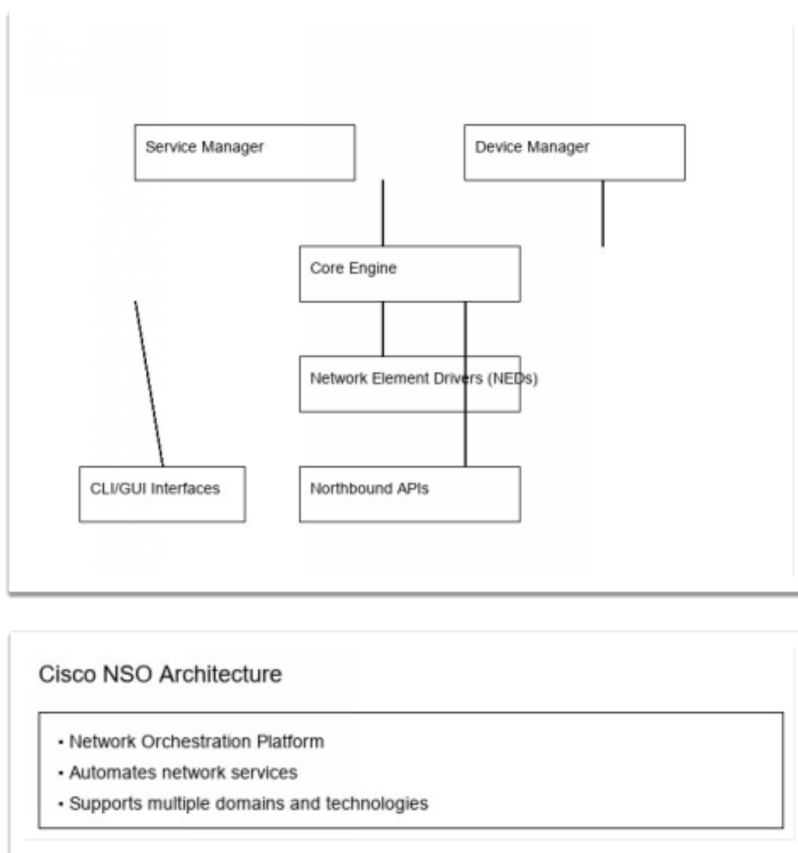 Service Manager
Device Manager
Core Engine
Network Element Drivers (NEDs)
CLI/GUI Interfaces
Northbound APIs
Cisco NSO Architecture
• Network Orchestration Platform
• Automates network services
• Supports multiple domains and technologies